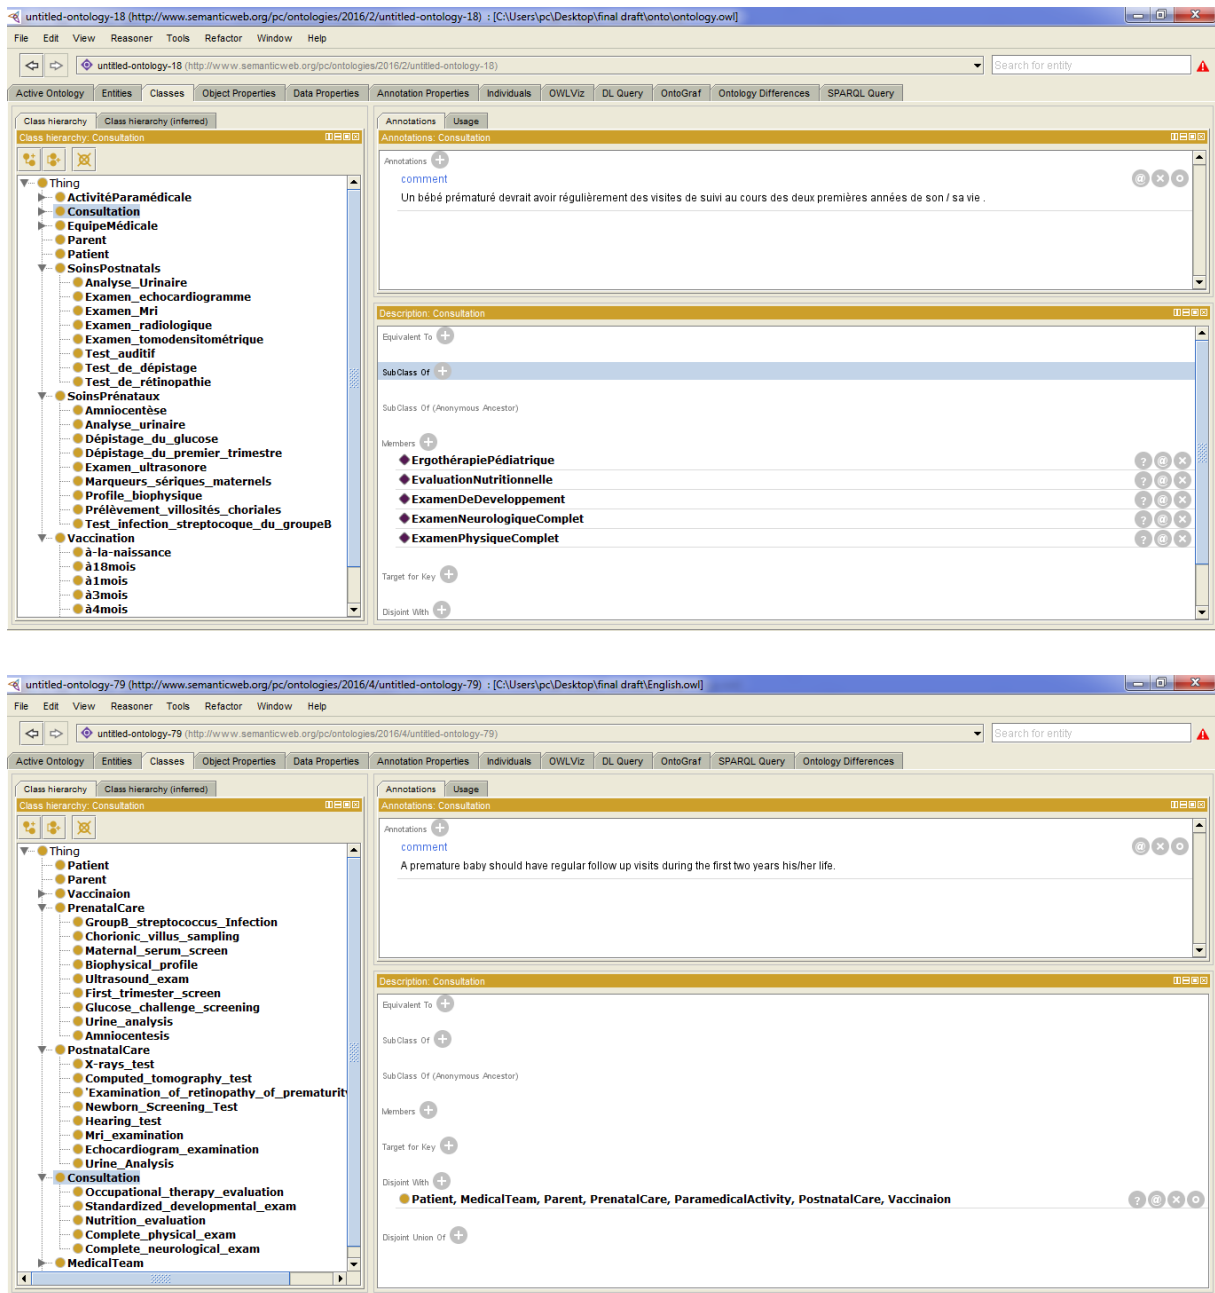 untitled-ontology-18 (http://www.semanticweb.org/pc/ontologies/2016/2/untitled-ontology-18) : [C:\Users\pc\Desktop\final draft\onto\ontology.owl]
File Edit View Reasoner Tools Refactor Window Help
untitled-ontology-18 (http://www.semanticweb.org/pc/ontologies/2016/2/untitled-ontology-18) Search for entity
Active Ontology Entities Classes Object Properties Data Properties Annotation Properties Individuals OWLViz DL Query OntoGraf Ontology Differences SPARQL Query
Class hierarchy Class hierarchy (inferred)
Class hierarchy: Consultation
Thing
ActivitéParamédicale
Consultation
EquipeMédicale
Parent
Patient
SoinsPostnatals
Analyse_Urinaire
Examen_echocardiogramme
Examen_Mri
Examen_radiologique
Examen_tomodensitométrique
Test_auditif
Test_de_dépistage
Test_de_rétinopathie
SoinsPrénataux
Amniocentèse
Analyse_urinaire
Dépistage_du_glucose
Dépistage_du_premier_trimestre
Examen_ultrasonore
Marqueurs_sériques_maternels
Profile_biophysique
Prélèvement_villosités_choriales
Test_infection_streptocoque_du_groupeB
Vaccination
à-la-naissance
à18mois
à1mois
à3mois
à4mois
Annotations Usage
Annotations: Consultation
Annotations
comment
Un bébé prématuré devrait avoir régulièrement des visites de suivi au cours des deux premières années de son / sa vie .
Description: Consultation
Equivalent To
SubClass Of
SubClass Of (Anonymous Ancestor)
Members
ErgothérapiePédiatrique
EvaluationNutritionnelle
ExamenDeDeveloppement
ExamenNeurologiqueComplet
ExamenPhysiqueComplet
Target for Key
Disjoint With
untitled-ontology-79 (http://www.semanticweb.org/pc/ontologies/2016/4/untitled-ontology-79) : [C:\Users\pc\Desktop\final draft\English.owl]
File Edit View Reasoner Tools Refactor Window Help
untitled-ontology-79 (http://www.semanticweb.org/pc/ontologies/2016/4/untitled-ontology-79) Search for entity
Active Ontology Entities Classes Object Properties Data Properties Annotation Properties Individuals OWLViz DL Query OntoGraf SPARQL Query Ontology Differences
Class hierarchy Class hierarchy (inferred)
Class hierarchy: Consultation
Thing
Patient
Parent
Vaccinaion
PrenatalCare
GroupB_streptococcus_Infection
Chorionic_villus_sampling
Maternal_serum_screen
Biophysical_profile
Ultrasound_exam
First_trimester_screen
Glucose_challenge_screening
Urine_analysis
Amniocentesis
PostnatalCare
X-rays_test
Computed_tomography_test
'Examination_of_retinopathy_of_prematurit
Newborn_Screening_Test
Hearing_test
Mri_examination
Echocardiogram_examination
Urine_Analysis
Consultation
Occupational_therapy_evaluation
Standardized_developmental_exam
Nutrition_evaluation
Complete_physical_exam
Complete_neurological_exam
MedicalTeam
Annotations Usage
Annotations: Consultation
Annotations
comment
A premature baby should have regular follow up visits during the first two years his/her life.
Description: Consultation
Equivalent To
SubClass Of
SubClass Of (Anonymous Ancestor)
Members
Target for Key
Disjoint With
Patient, MedicalTeam, Parent, PrenatalCare, ParamedicalActivity, PostnatalCare, Vaccinaion
Disjoint Union Of